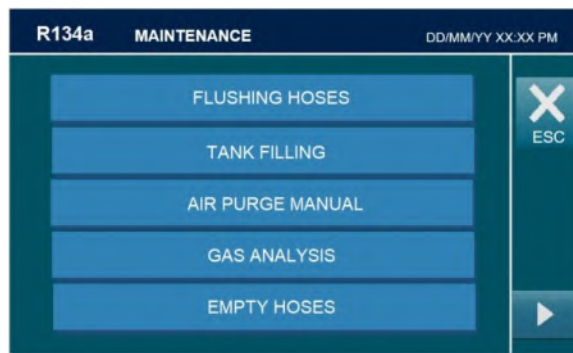 R134a MAINTENANCE DD/MM/YY XX:XX PM
FLUSHING HOSES
ESC
TANK FILLING
AIR PURGE MANUAL
GAS ANALYSIS
EMPTY HOSES